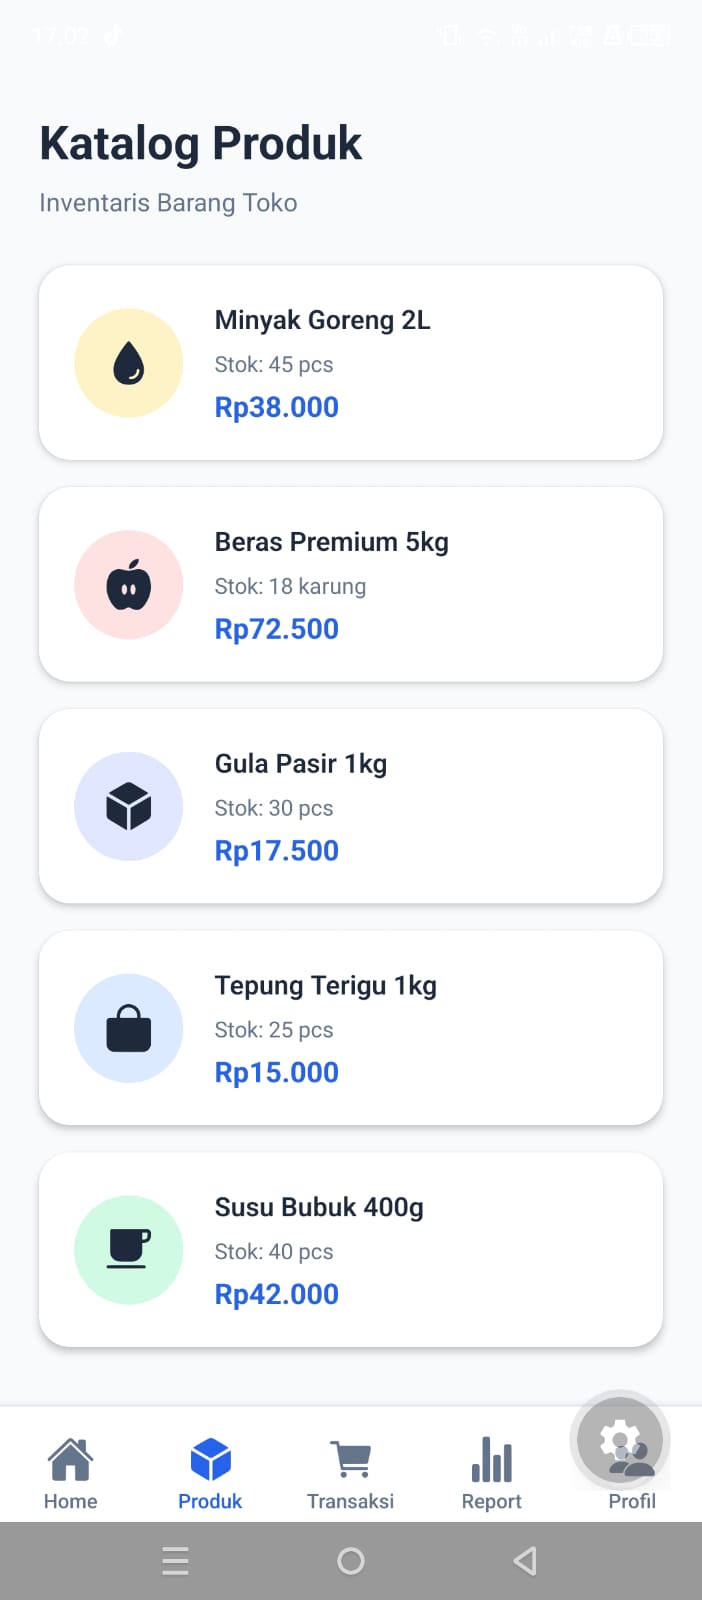 17.02
Katalog Produk
Inventaris Barang Toko
Minyak Goreng 2L
Stok: 45 pcs
Rp38.000
Beras Premium 5kg
Stok: 18 karung
Rp72.500
Gula Pasir 1kg
Stok: 30 pcs
Rp17.500
Tepung Terigu 1kg
Stok: 25 pcs
Rp15.000
Susu Bubuk 400g
Stok: 40 pcs
Rp42.000
Home
Produk
Transaksi
Report
Profil